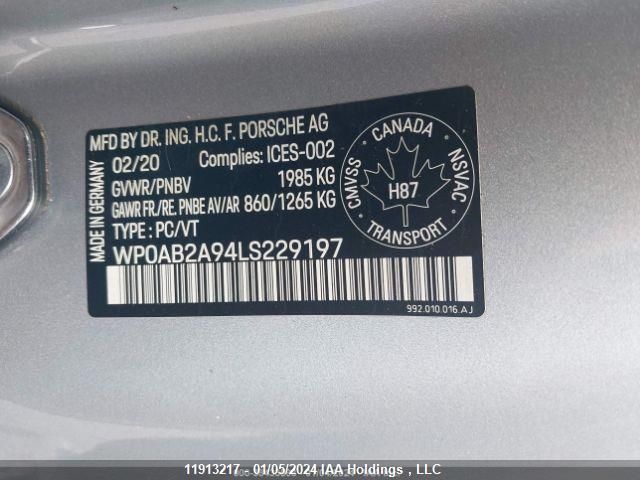 MADE IN GERMANY
MFD BY DR. ING. H.C. F. PORSCHE AG
02/20 Complies: ICES-002
GVWR/PNBV 1985 KG
GAWR FR./RE. PNBE AV/AR 860/1265 KG
TYPE : PC/VT
WP0AB2A94LS229197
CMVSS • CANADA • NSVAC
H87
TRANSPORT
992.010.016.AJ
11913217 - 01/05/2024 IAA Holdings , LLC